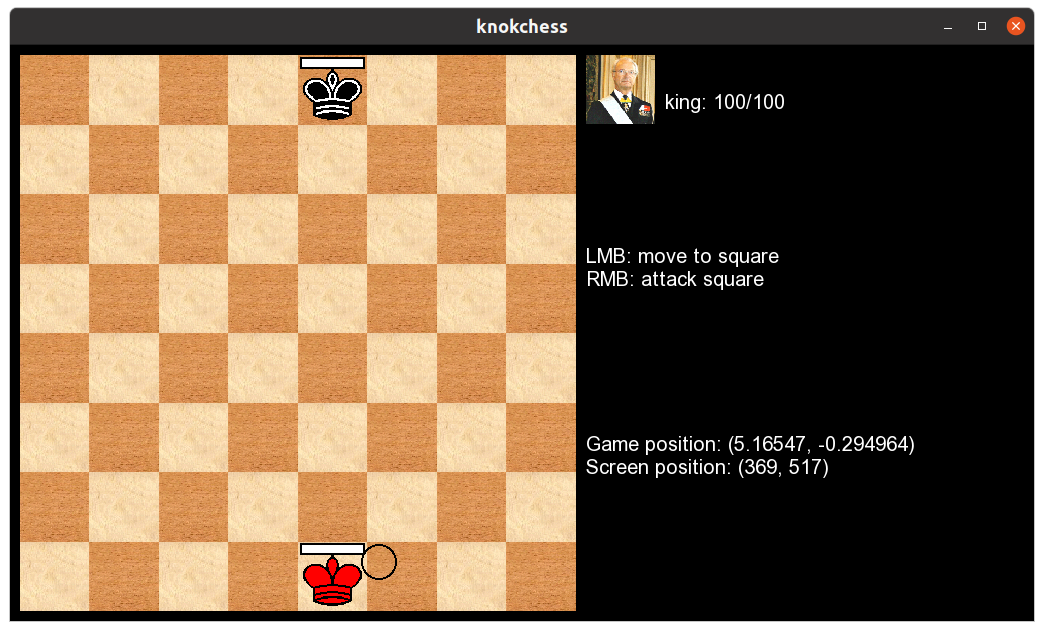 knokchess
king: 100/100
LMB: move to square
RMB: attack square
Game position: (5.16547, -0.294964)
Screen position: (369, 517)